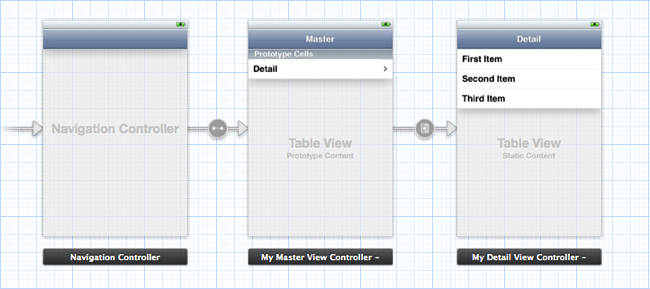 Navigation Controller
Navigation Controller
Master
Prototype Cells
Detail
Table View
Prototype Content
My Master View Controller –
Detail
First Item
Second Item
Third Item
Table View
Static Content
My Detail View Controller –